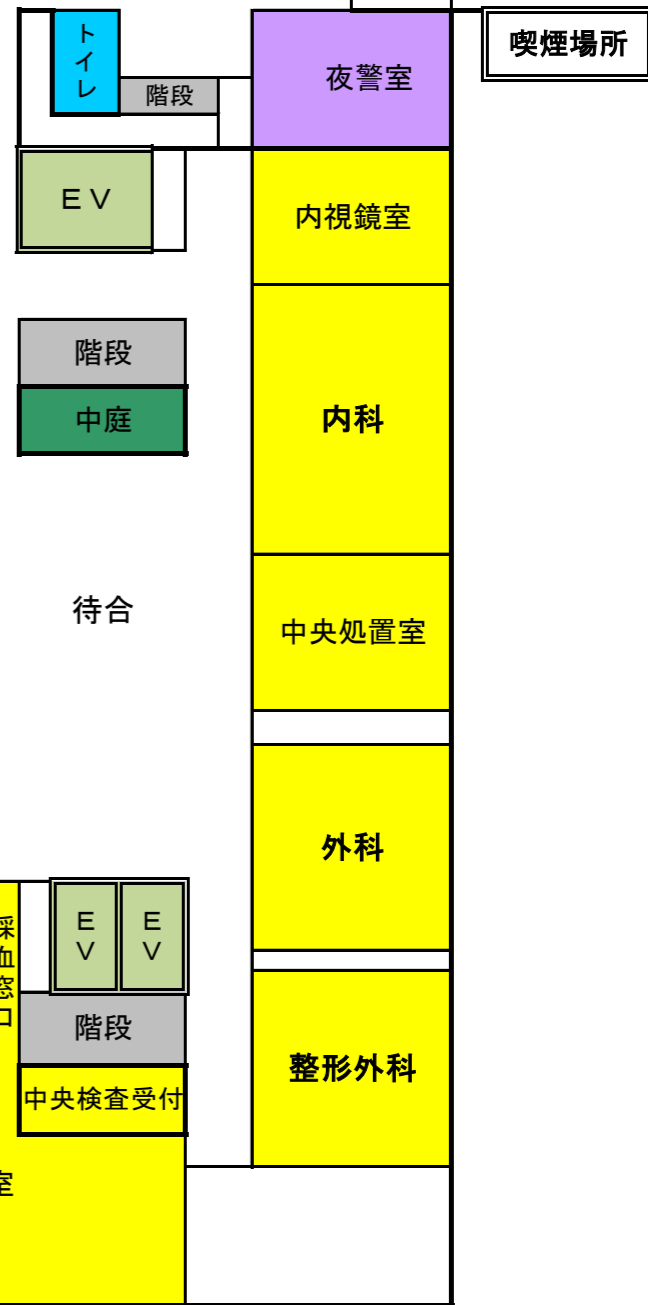 トイレ
階段
夜警室
喫煙場所
ＥＶ
内視鏡室
階段
中庭
内科
待合
中央処置室
外科
採血窓口
ＥＶ
ＥＶ
階段
整形外科
中央検査受付
室